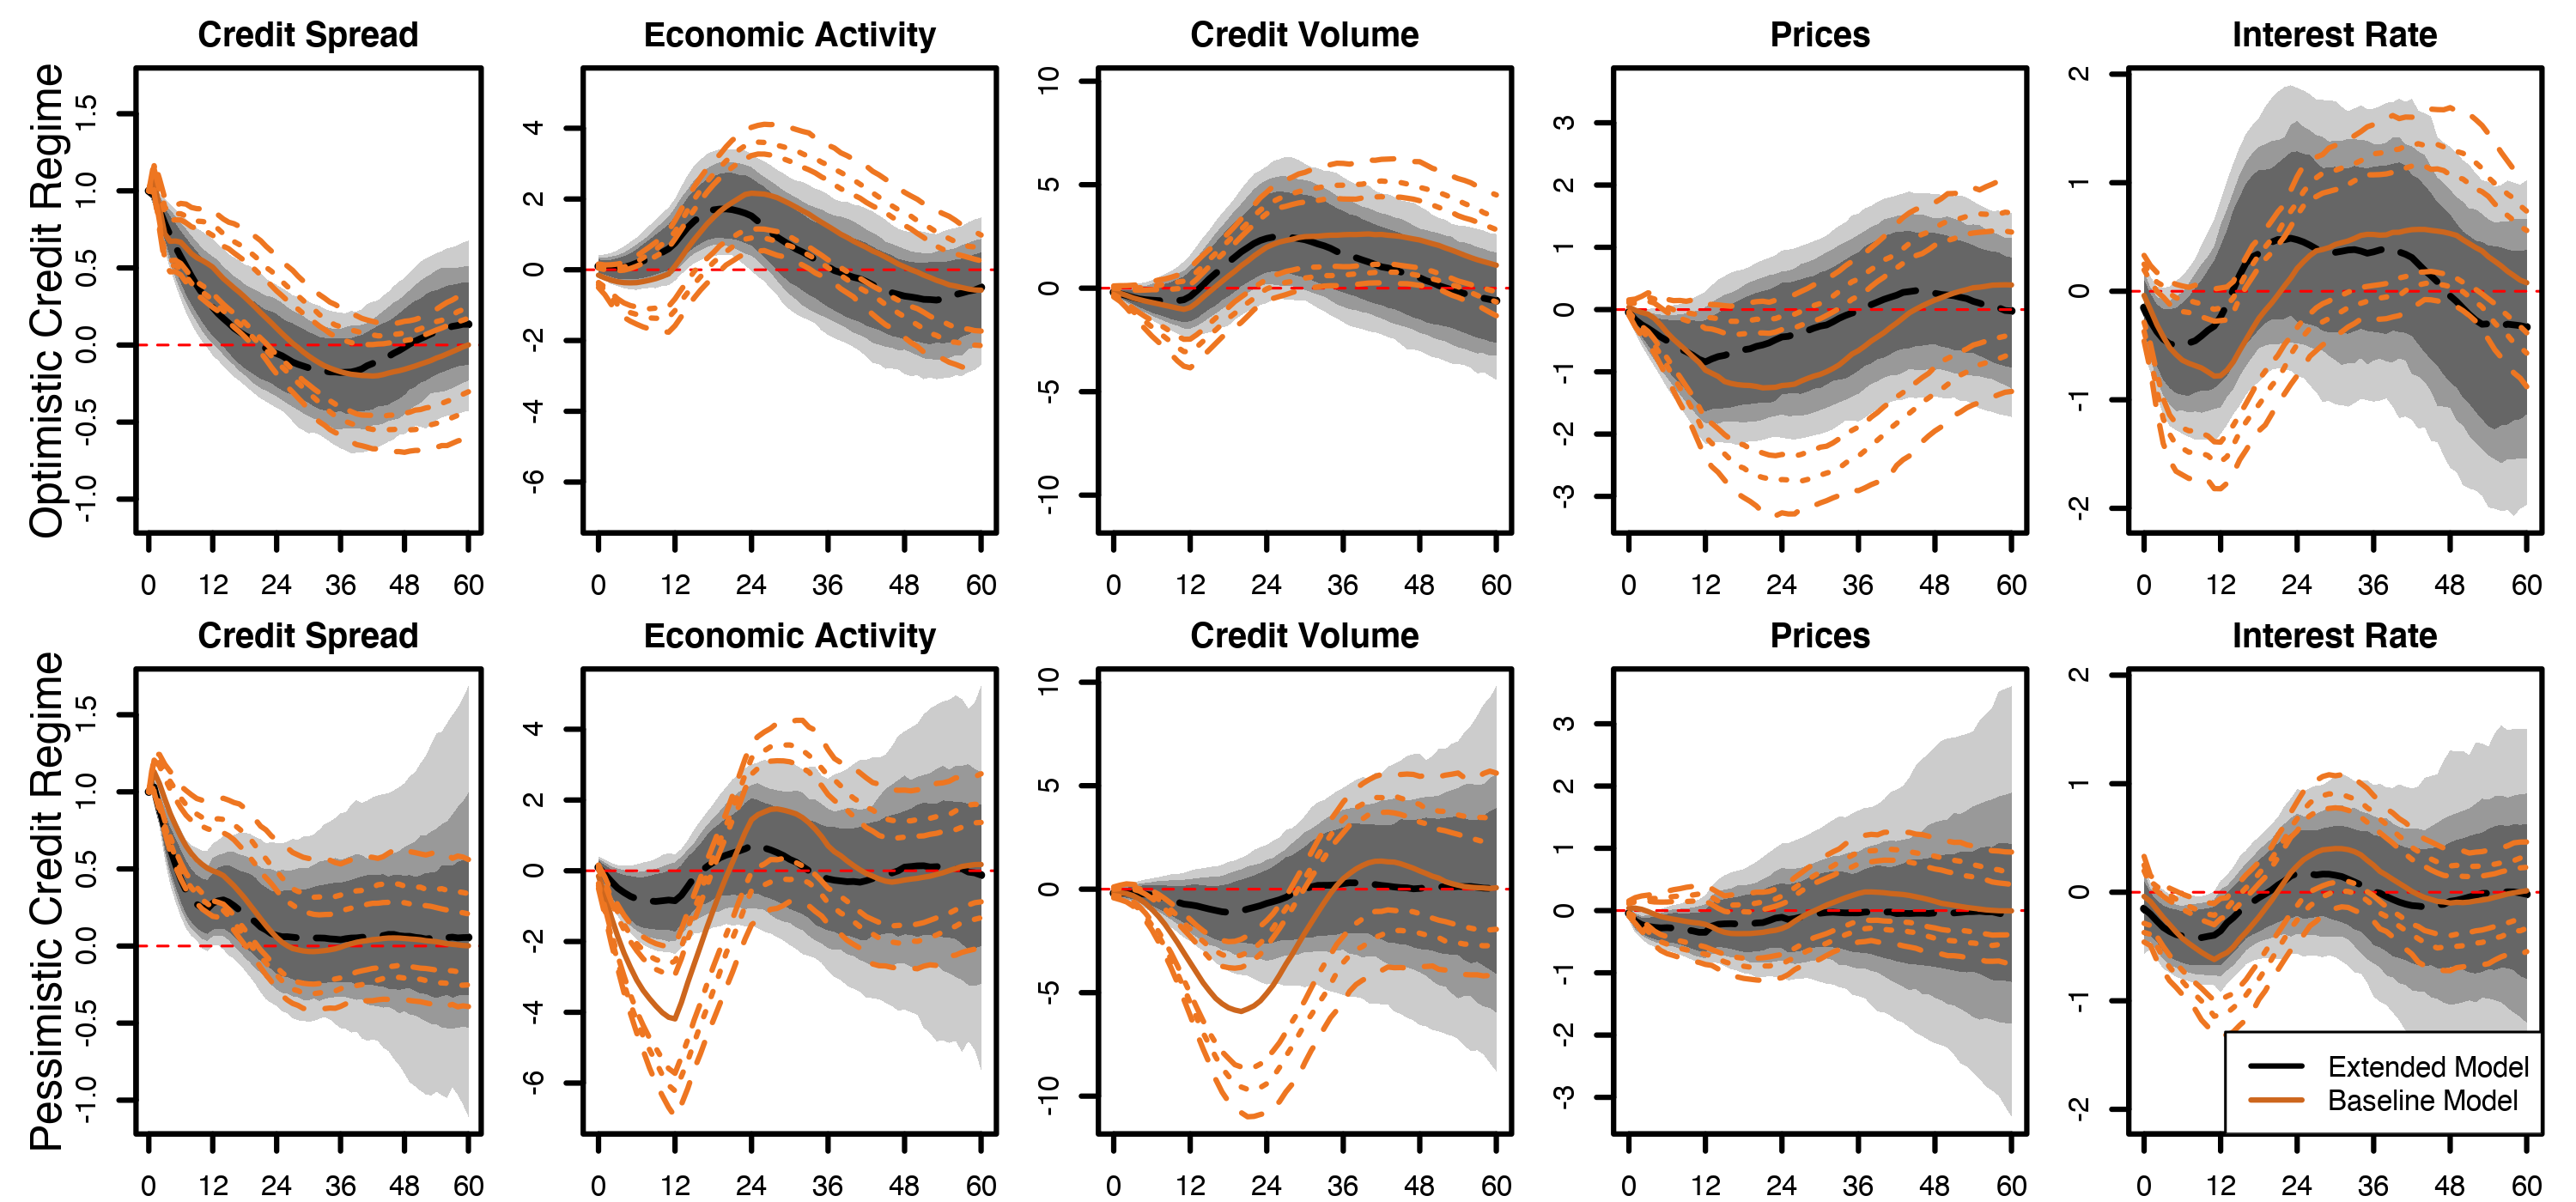 Credit Spread Economic Activity Credit Volume Prices Interest Rate
Optimistic Credit Regime
-1.0 -0.5 0.0 0.5 1.0 1.5
-6 -4 -2 0 2 4
-10 -5 0 5 10
-3 -2 -1 0 1 2 3
-2 -1 0 1 2
0 12 24 36 48 60 0 12 24 36 48 60 0 12 24 36 48 60 0 12 24 36 48 60 0 12 24 36 48 60
Credit Spread Economic Activity Credit Volume Prices Interest Rate
Pessimistic Credit Regime
-1.0 -0.5 0.0 0.5 1.0 1.5
-6 -4 -2 0 2 4
-10 -5 0 5 10
-3 -2 -1 0 1 2 3
-2 -1 0 1 2
Extended Model
Baseline Model
0 12 24 36 48 60 0 12 24 36 48 60 0 12 24 36 48 60 0 12 24 36 48 60 0 12 24 36 48 60